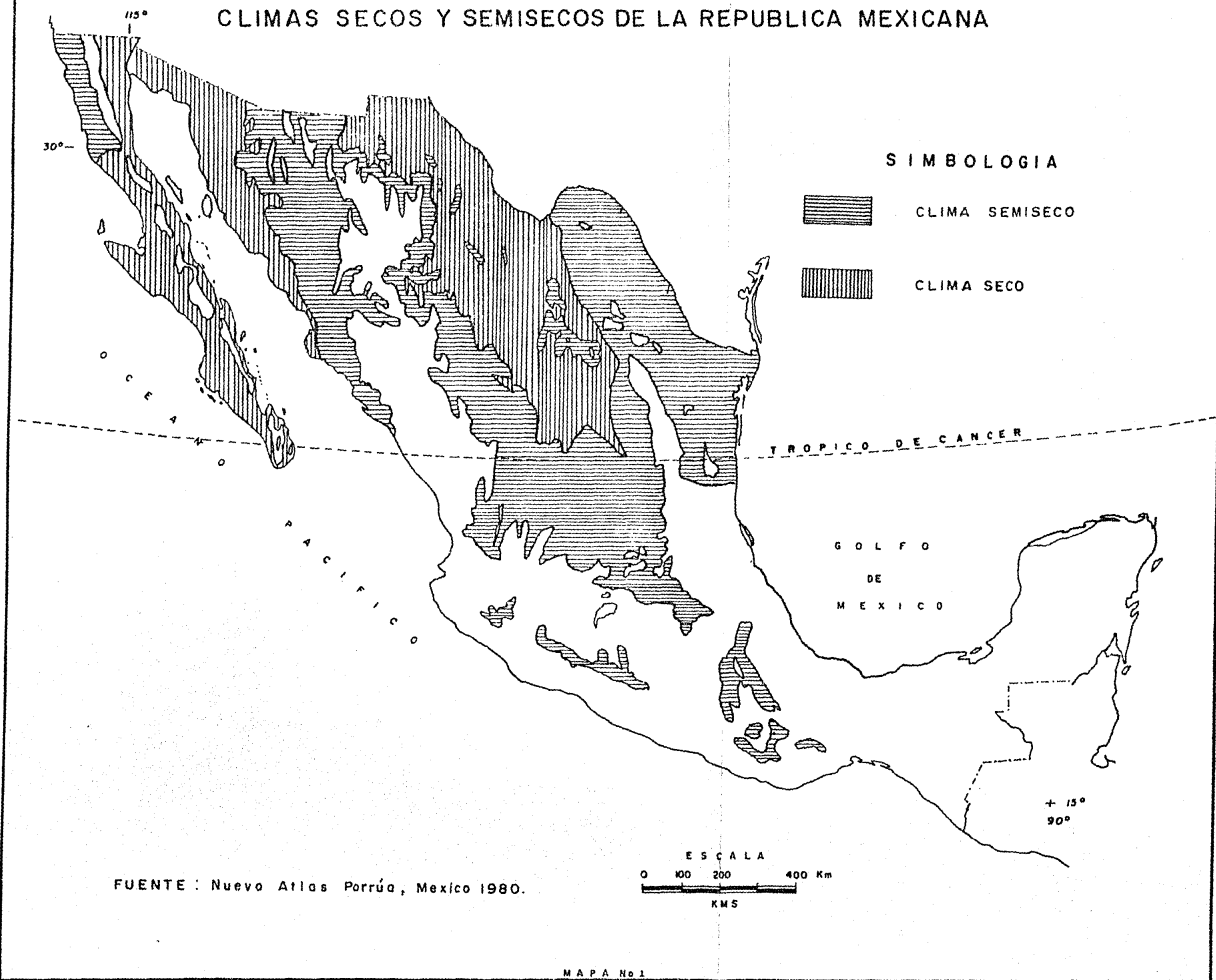 CLIMAS SECOS Y SEMISECOS DE LA REPUBLICA MEXICANA
115°
30°
SIMBOLOGIA
CLIMA SEMISECO
CLIMA SECO
OCEANO PACIFICO
TROPICO DE CANCER
GOLFO
DE
MEXICO
+ 15°
90°
ESCALA
0 100 200 400 Km
KMS
FUENTE : Nuevo Atlas Porrúa, Mexico 1980.
MAPA No 1